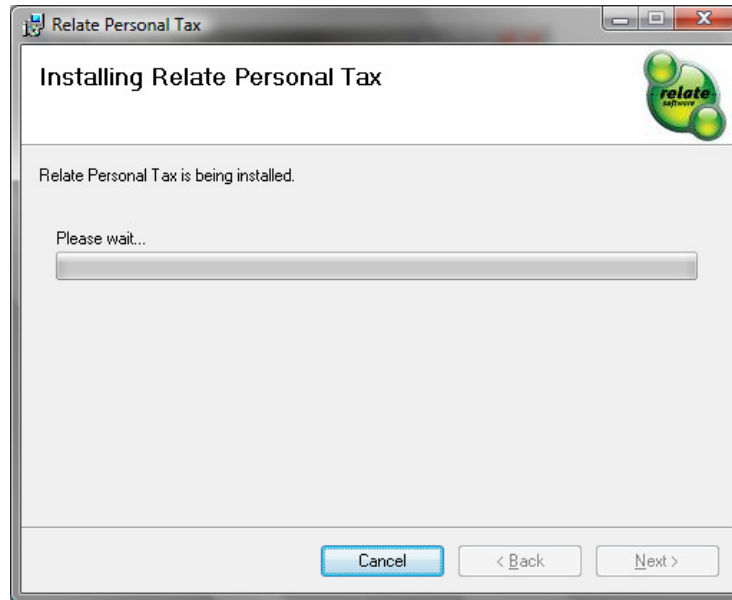 Relate Personal Tax
Installing Relate Personal Tax
relate
software
Relate Personal Tax is being installed.
Please wait...
Cancel
< Back
Next >